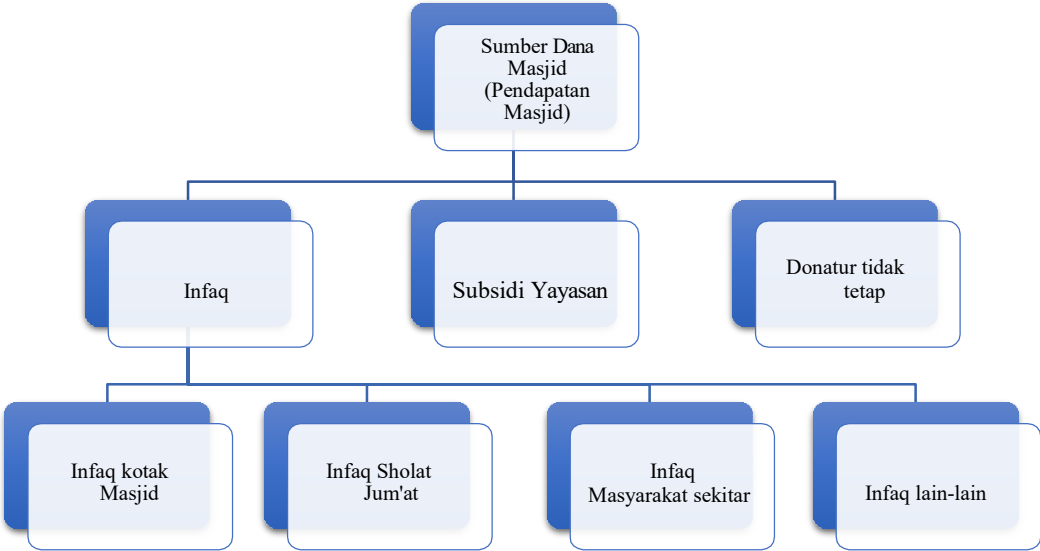 Sumber Dana
Masjid
(Pendapatan
Masjid)
Infaq
Subsidi Yayasan
Donatur tidak
tetap
Infaq kotak
Masjid
Infaq Sholat
Jum'at
Infaq
Masyarakat sekitar
Infaq lain-lain